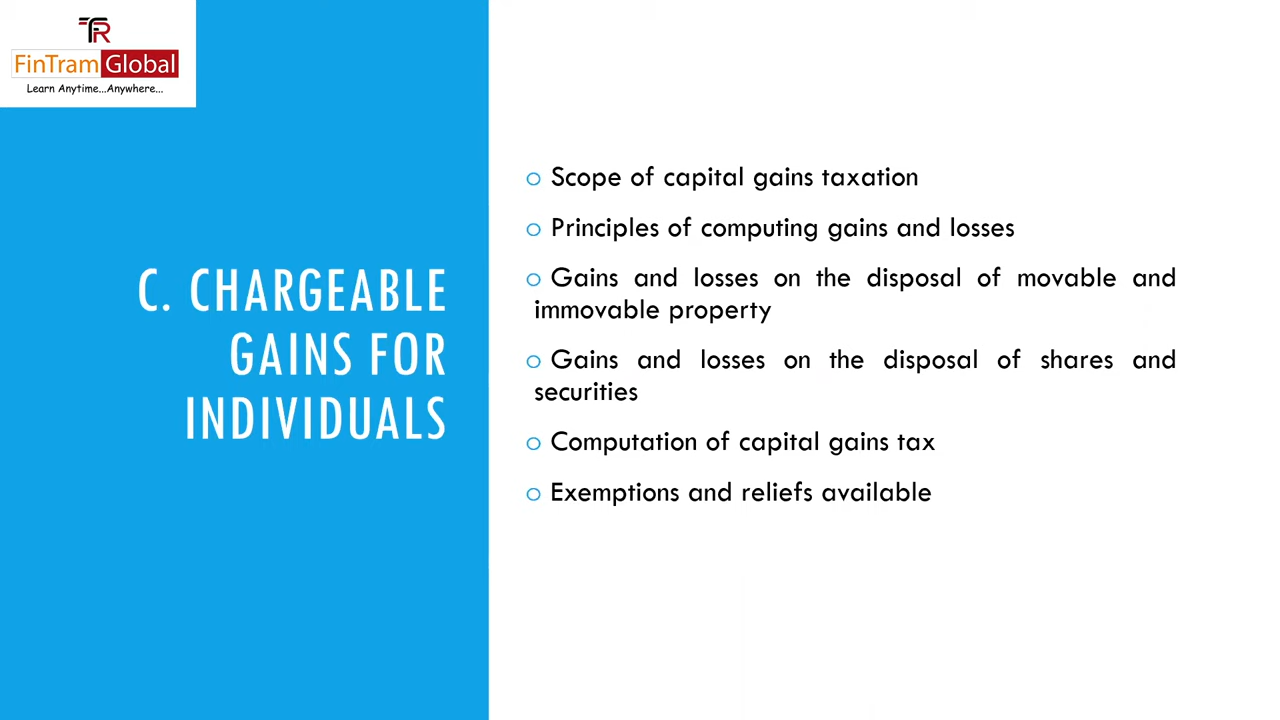 TR
FinTram Global
Learn Anytime...Anywhere...
C. CHARGEABLE
GAINS FOR
INDIVIDUALS
o Scope of capital gains taxation
o Principles of computing gains and losses
o Gains and losses on the disposal of movable and
immovable property
o Gains and losses on the disposal of shares and
securities
o Computation of capital gains tax
o Exemptions and reliefs available